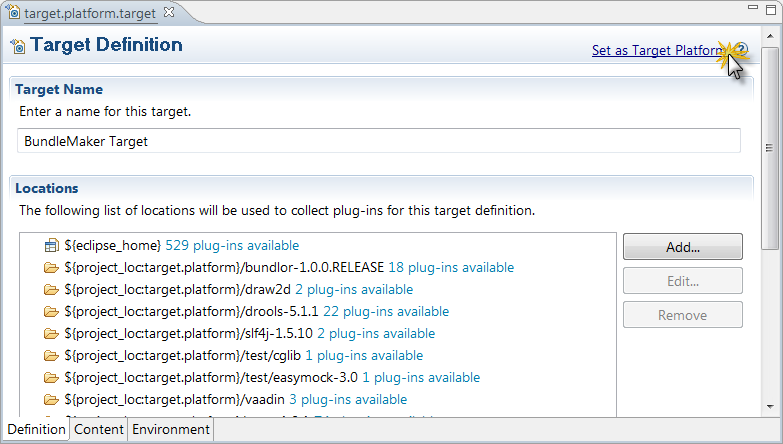 target.platform.target
Target Definition
Set as Target Platform
Target Name
Enter a name for this target.
BundleMaker Target
Locations
The following list of locations will be used to collect plug-ins for this target definition.
${eclipse_home} 529 plug-ins available
${project_loc:target.platform}/bundlor-1.0.0.RELEASE 18 plug-ins available
${project_loc:target.platform}/draw2d 2 plug-ins available
${project_loc:target.platform}/drools-5.1.1 22 plug-ins available
${project_loc:target.platform}/slf4j-1.5.10 2 plug-ins available
${project_loc:target.platform}/test/cglib 1 plug-ins available
${project_loc:target.platform}/test/easymock-3.0 1 plug-ins available
${project_loc:target.platform}/vaadin 3 plug-ins available
Add...
Edit...
Remove
Definition Content Environment